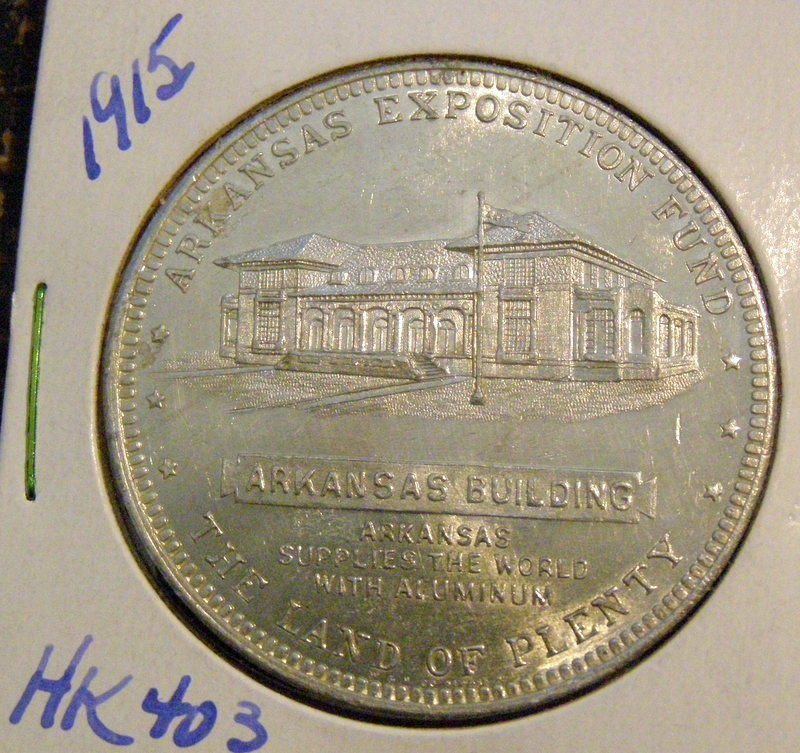 1915
ARKANSAS EXPOSITION FUND
ARKANSAS BUILDING
ARKANSAS
SUPPLIES THE WORLD
WITH ALUMINUM
THE LAND OF PLENTY
HK 403